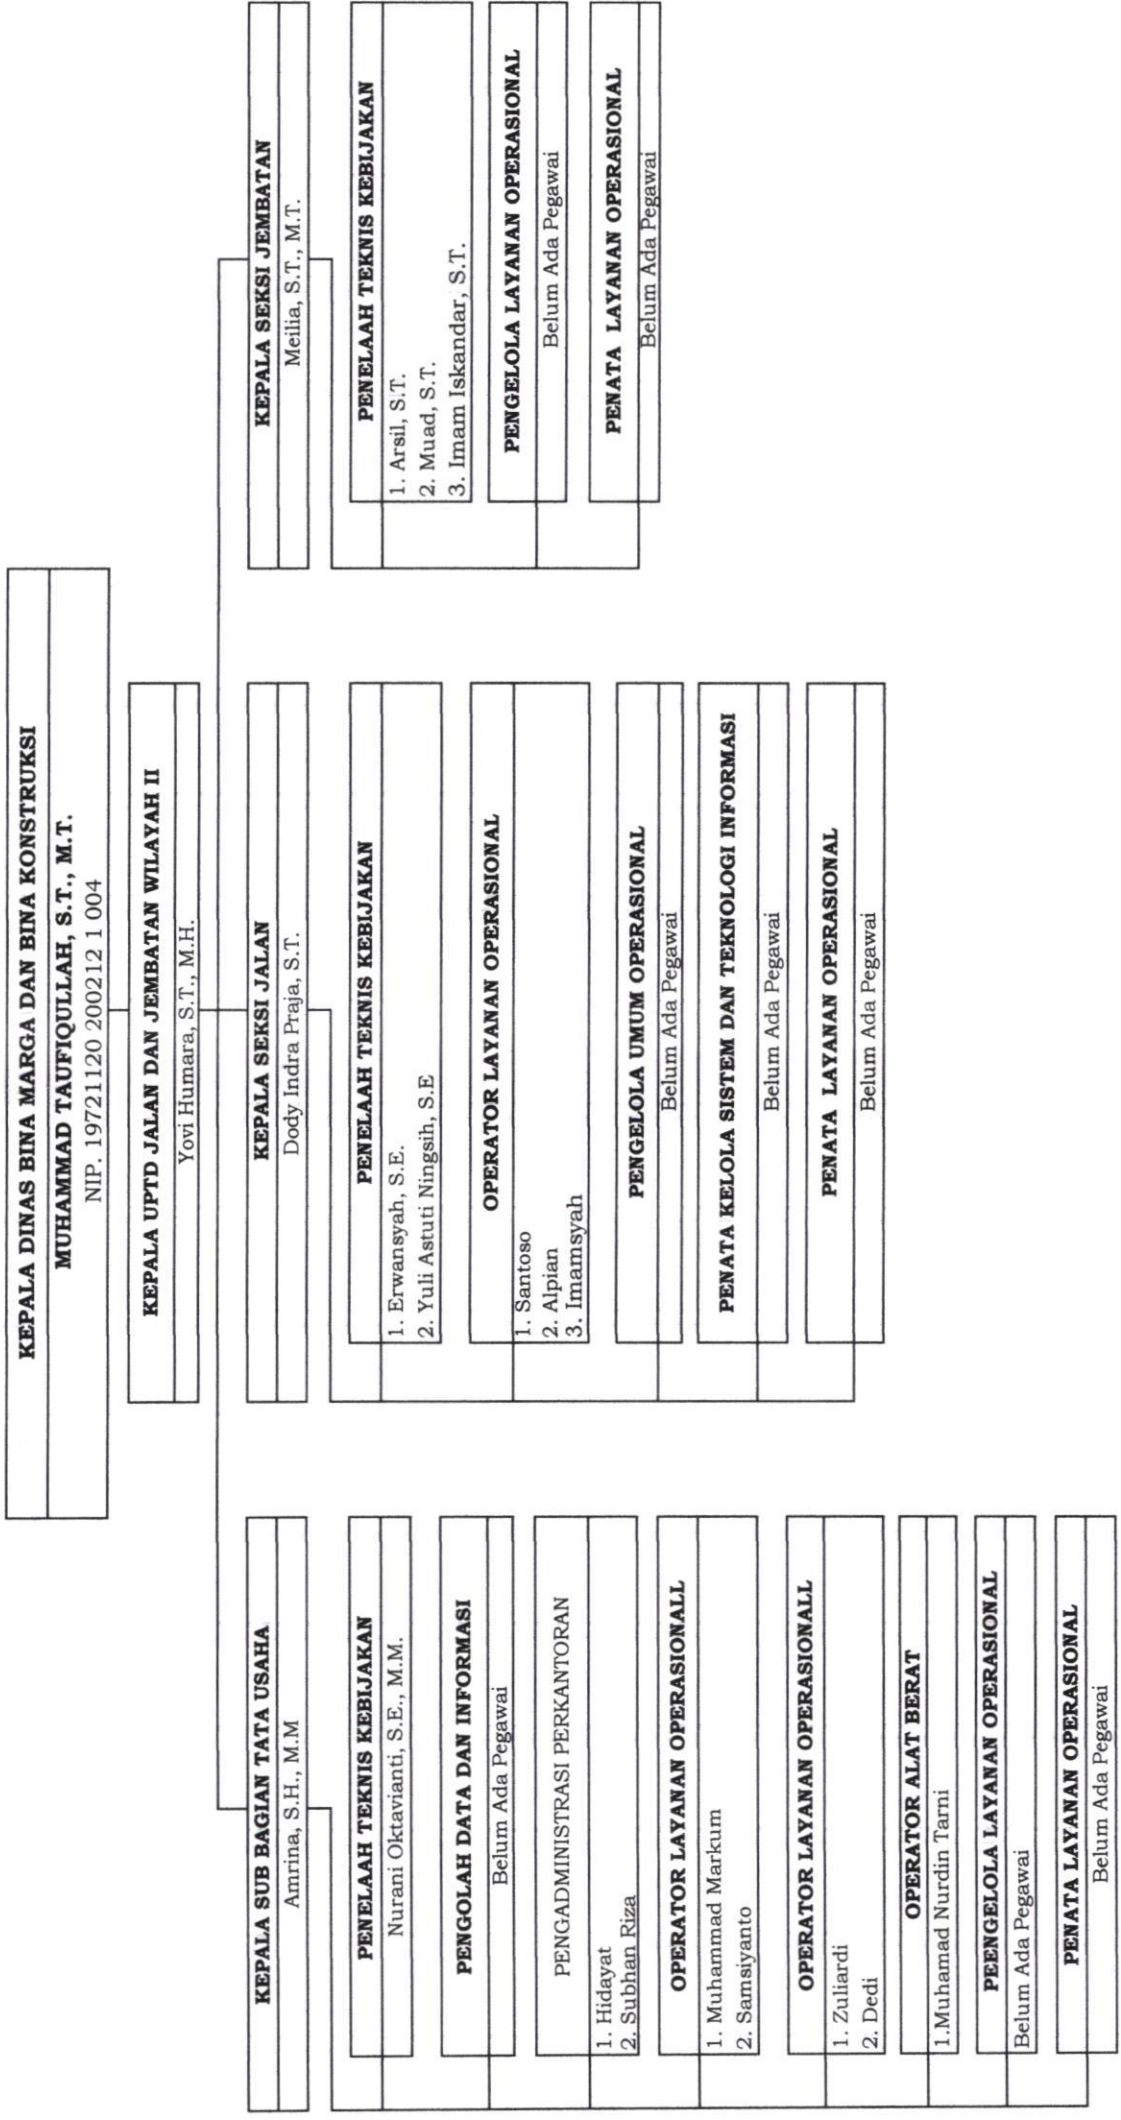 KEPALA DINAS BINA MARGA DAN BINA KONSTRUKSI
MUHAMMAD TAUFIQULLAH, S.T., M.T.
NIP. 19721120 200212 1 004
KEPALA UPTD JALAN DAN JEMBATAN WILAYAH II
Yovi Humara, S.T., M.H.
KEPALA SUB BAGIAN TATA USAHA
Amrina, S.H., M.M
PENELAAH TEKNIS KEBIJAKAN
Nurani Oktavianti, S.E., M.M.
PENGOLAH DATA DAN INFORMASI
Belum Ada Pegawai
PENGADMINISTRASI PERKANTORAN
1. Hidayat
2. Subhan Riza
OPERATOR LAYANAN OPERASIONALL
1. Muhammad Markum
2. Samsiyanto
OPERATOR LAYANAN OPERASIONALL
1. Zuliardi
2. Dedi
OPERATOR ALAT BERAT
1.Muhamad Nurdin Tarni
PEENGELOLA LAYANAN OPERASIONAL
Belum Ada Pegawai
PENATA LAYANAN OPERASIONAL
Belum Ada Pegawai
KEPALA SEKSI JALAN
Dody Indra Praja, S.T.
PENELAAH TEKNIS KEBIJAKAN
1. Erwansyah, S.E.
2. Yuli Astuti Ningsih, S.E
OPERATOR LAYANAN OPERASIONAL
1. Santoso
2. Alpian
3. Imamsyah
PENGELOLA UMUM OPERASIONAL
Belum Ada Pegawai
PENATA KELOLA SISTEM DAN TEKNOLOGI INFORMASI
Belum Ada Pegawai
PENATA LAYANAN OPERASIONAL
Belum Ada Pegawai
KEPALA SEKSI JEMBATAN
Meilia, S.T., M.T.
PENELAAH TEKNIS KEBIJAKAN
1. Arsil, S.T.
2. Muad, S.T.
3. Imam Iskandar, S.T.
PENGELOLA LAYANAN OPERASIONAL
Belum Ada Pegawai
PENATA LAYANAN OPERASIONAL
Belum Ada Pegawai